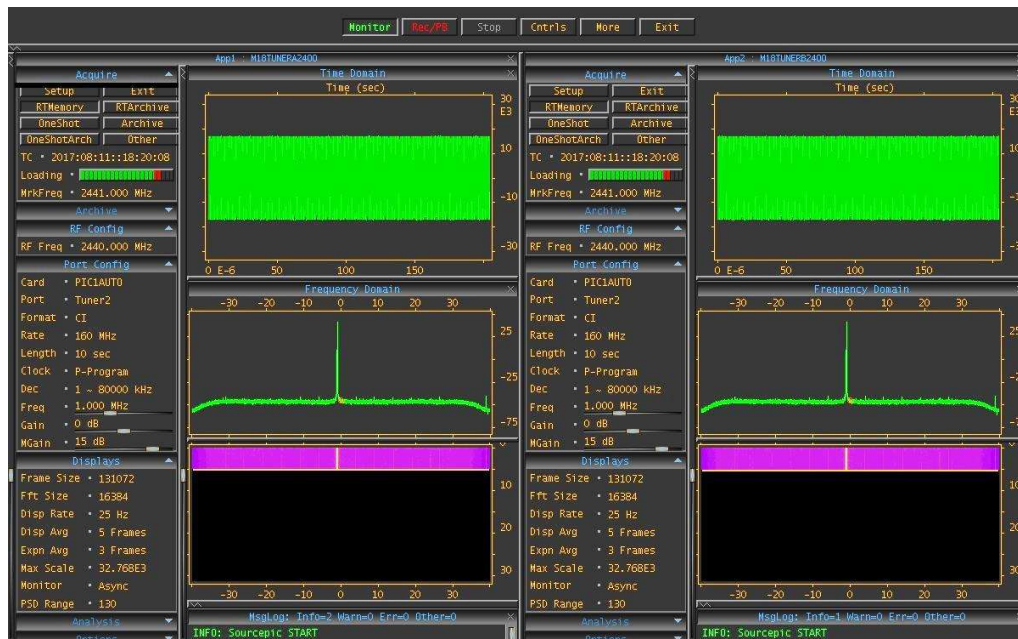 Monitor Rec/PB Stop Cntrls More Exit
App1 : M18TUNERA2400
Acquire
Setup Exit
RTMemory RTArchive
OneShot Archive
OneShotArch Other
TC • 2017:08:11::18:20:08
Loading •
MrkFreq • 2441.000 MHz
Archive
RF Config
RF Freq • 2440.000 MHz
Port Config
Card • PIC1AUTO
Port • Tuner2
Format • CI
Rate • 160 MHz
Length • 10 sec
Clock • P-Program
Dec • 1 ~ 80000 kHz
Freq • 1.000 MHz
Gain • 0 dB
MGain • 15 dB
Displays
Frame Size • 131072
Fft Size • 16384
Disp Rate • 25 Hz
Disp Avg • 5 Frames
Expn Avg • 3 Frames
Max Scale • 32.768E3
Monitor • Async
PSD Range • 130
Analysis
Options
Time Domain
Time (sec)
30
E3
10
-10
-30
0 E-6 50 100 150
Frequency Domain
-30 -20 -10 0 10 20 30
25
-25
-75
10
20
30
-30 -20 -10 0 10 20 30
MsgLog: Info=2 Warn=0 Err=0 Other=0
INFO: Sourcepic START
App2 : M18TUNERB2400
Acquire
Setup Exit
RTMemory RTArchive
OneShot Archive
OneShotArch Other
TC • 2017:08:11::18:20:08
Loading •
MrkFreq • 2441.000 MHz
Archive
RF Config
RF Freq • 2440.000 MHz
Port Config
Card • PIC1AUTO
Port • Tuner2
Format • CI
Rate • 160 MHz
Length • 10 sec
Clock • P-Program
Dec • 1 ~ 80000 kHz
Freq • 1.000 MHz
Gain • 0 dB
MGain • 15 dB
Displays
Frame Size • 131072
Fft Size • 16384
Disp Rate • 25 Hz
Disp Avg • 5 Frames
Expn Avg • 3 Frames
Max Scale • 32.768E3
Monitor • Async
PSD Range • 130
Analysis
Options
Time Domain
Time (sec)
30
E3
10
-10
-30
0 E-6 50 100 150
Frequency Domain
-30 -20 -10 0 10 20 30
25
-25
-75
10
20
30
-30 -20 -10 0 10 20 30
MsgLog: Info=1 Warn=0 Err=0 Other=0
INFO: Sourcepic START